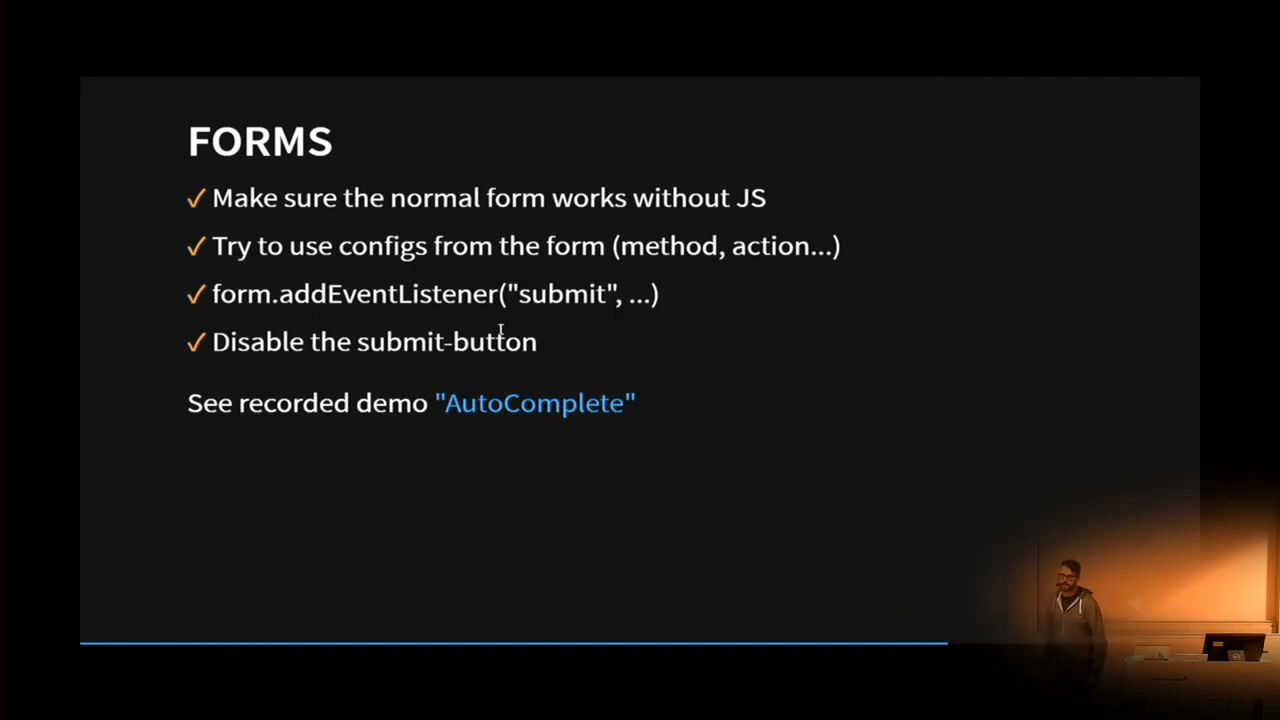 FORMS
✓ Make sure the normal form works without JS
✓ Try to use configs from the form (method, action...)
✓ form.addEventListener("submit", ...)
✓ Disable the submit-button
See recorded demo "AutoComplete"